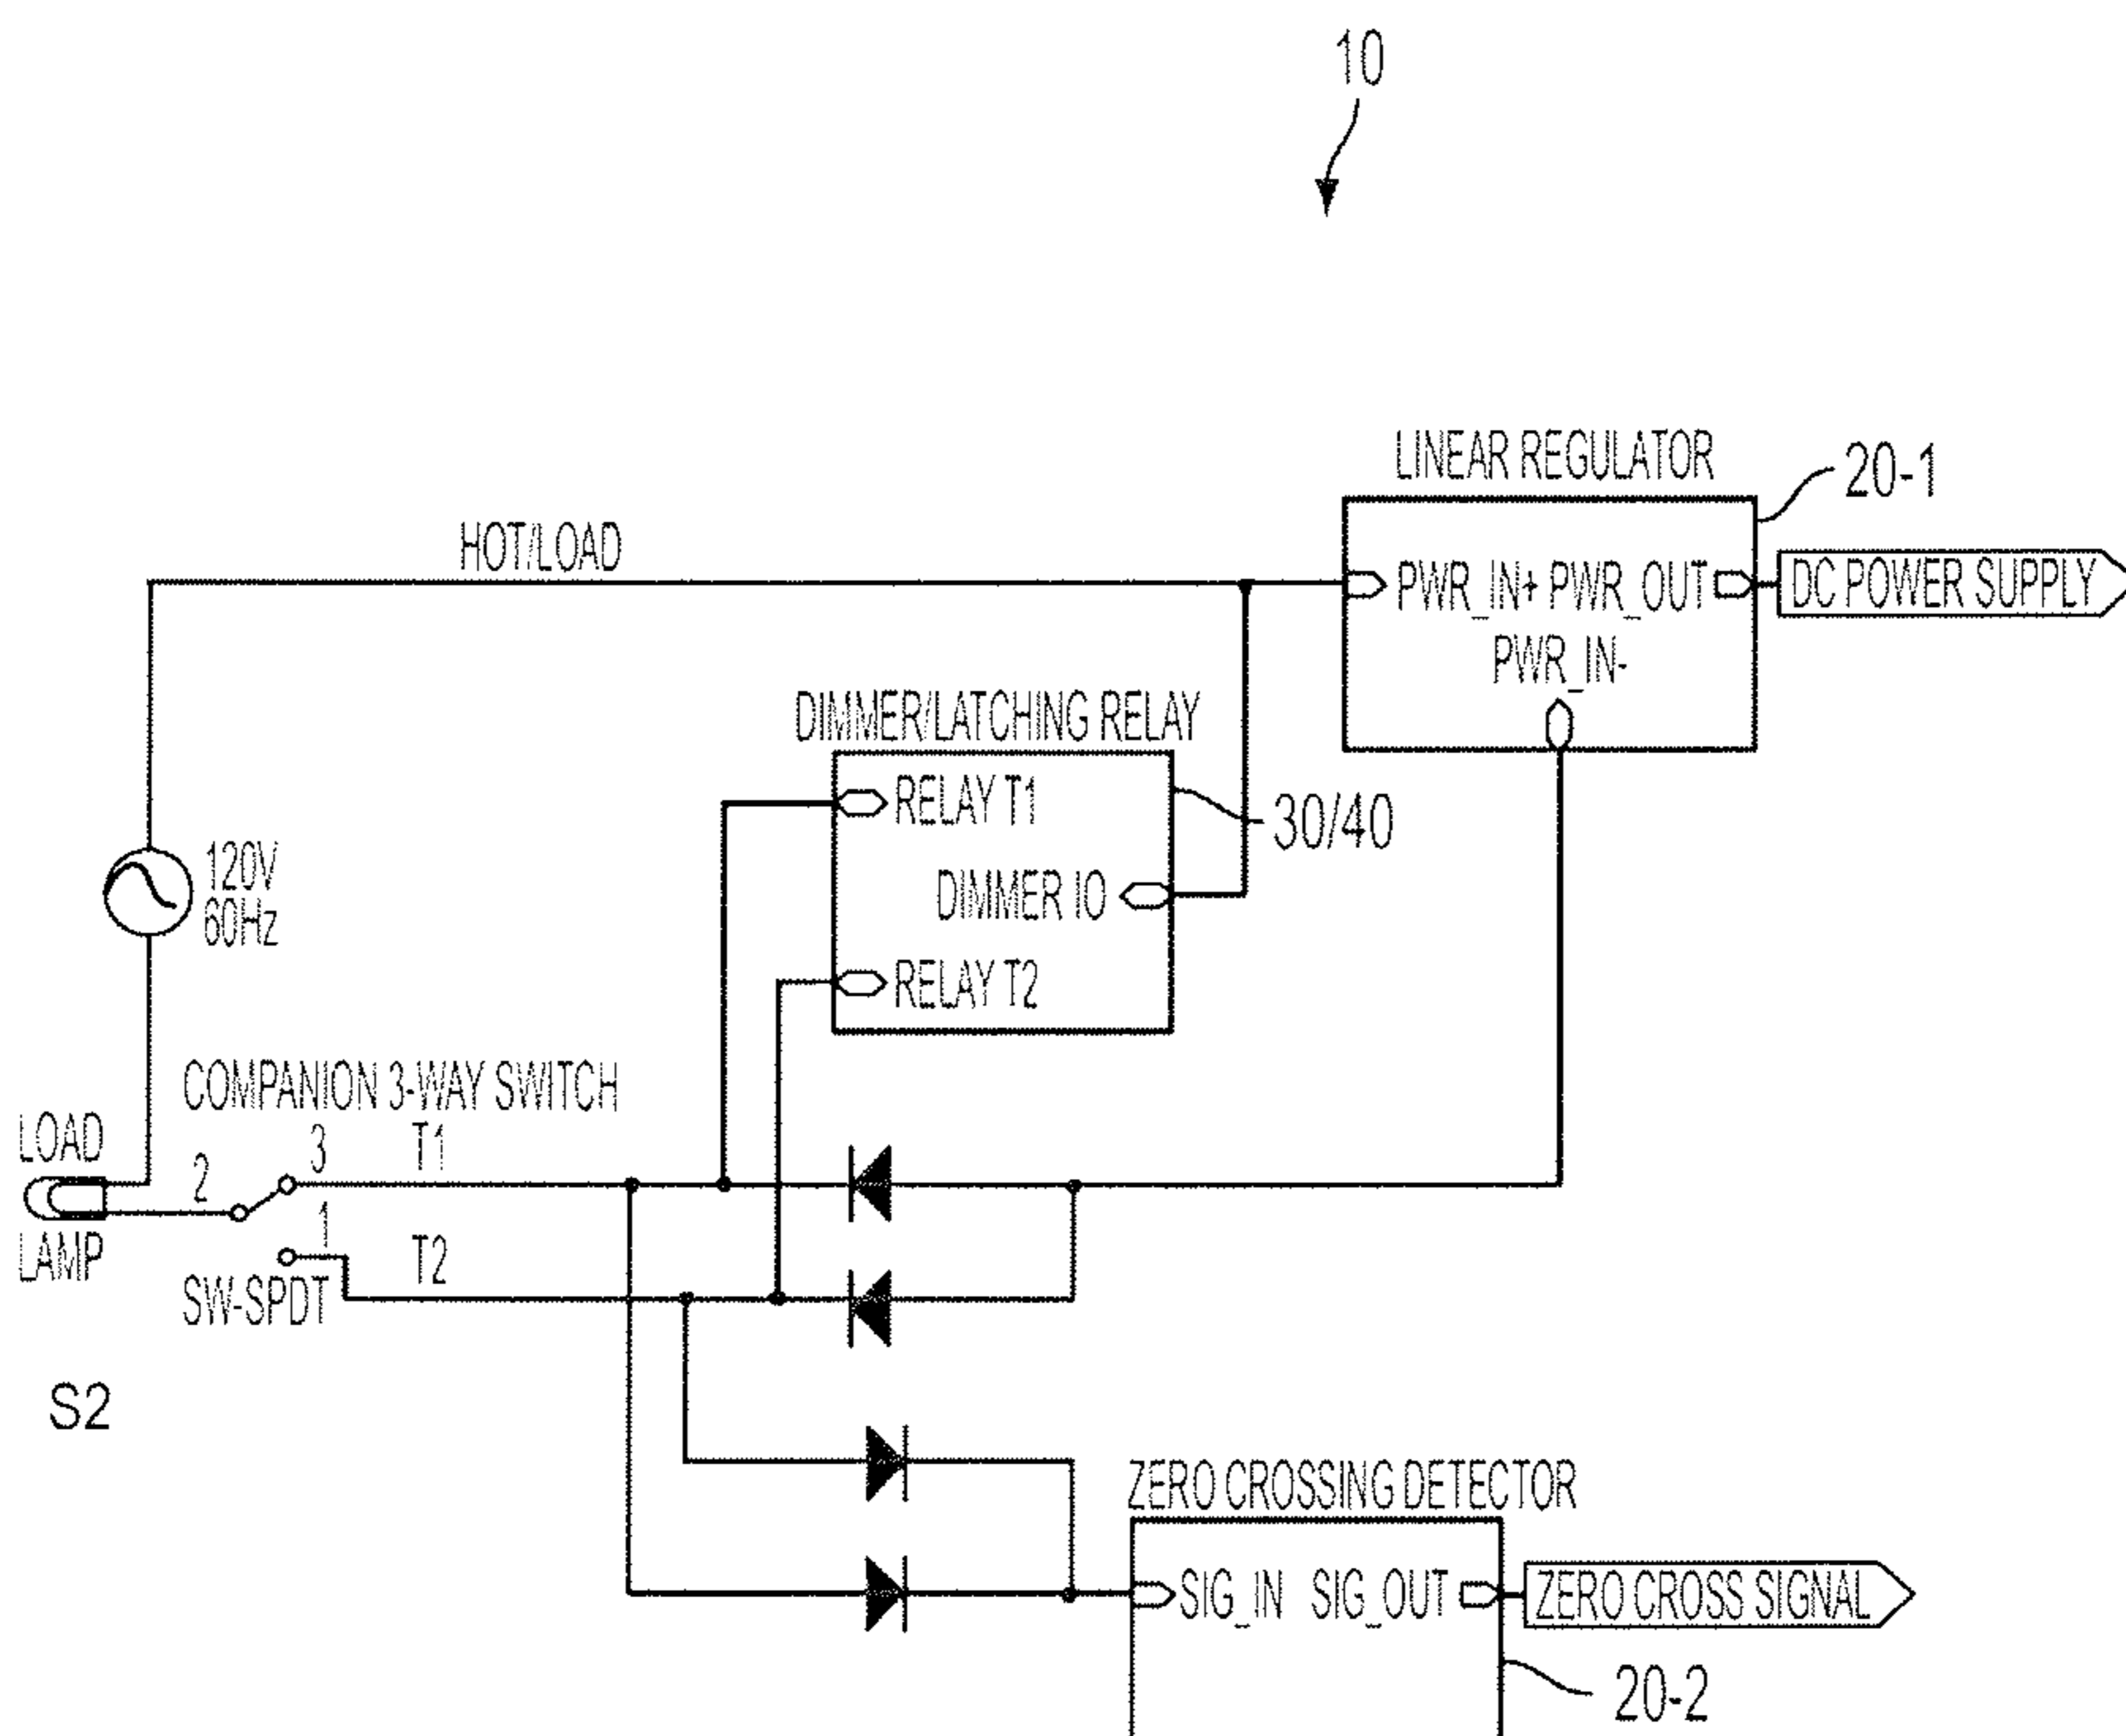 10
LINEAR REGULATOR
20-1
HOT/LOAD
PWR_IN+ PWR_OUT
DC POWER SUPPLY
PWR_IN-
DIMMER/LATCHING RELAY
RELAY T1
30/40
120V
60Hz
DIMMER IO
RELAY T2
COMPANION 3-WAY SWITCH
LOAD
2
3
T1
1
LAMP
T2
SW-SPDT
S2
ZERO CROSSING DETECTOR
SIG_IN SIG_OUT
ZERO CROSS SIGNAL
20-2